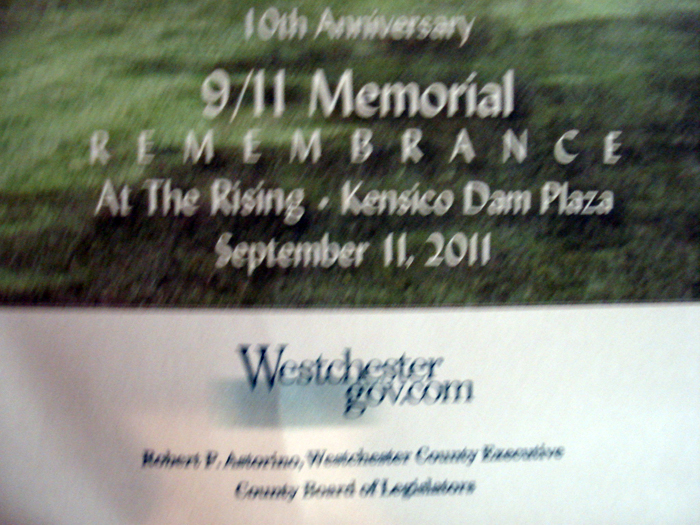 10th Anniversary
9/11 Memorial
REMEMBRANCE
At The Rising - Kensico Dam Plaza
September 11, 2011
Westchester
gov.com
Robert P. Astorino, Westchester County Executive
County Board of Legislators